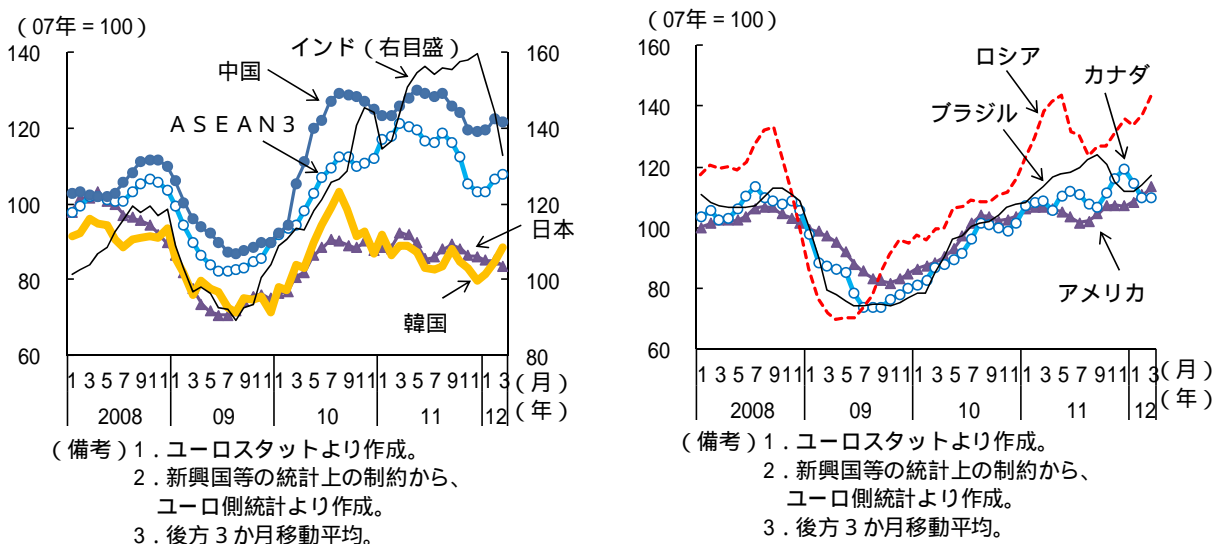 （07年＝100）
140
120
100
80
60
160
140
120
100
80
インド（右目盛）
中国
ＡＳＥＡＮ3
日本
韓国
1 3 5 7 9 11 1 3 5 7 9 11 1 3 5 7 9 11 1 3 5 7 9 11 1 3 （月）
2008 09 10 11 12 （年）
（備考）1．ユーロスタットより作成。
2．新興国等の統計上の制約から、
ユーロ側統計より作成。
3．後方３か月移動平均。
（07年＝100）
160
140
120
100
80
60
ロシア
カナダ
ブラジル
アメリカ
1 3 5 7 9 11 1 3 5 7 9 11 1 3 5 7 9 11 1 3 5 7 9 11 1 3 （月）
2008 09 10 11 12 （年）
（備考）1．ユーロスタットより作成。
2．新興国等の統計上の制約から、
ユーロ側統計より作成。
3．後方３か月移動平均。